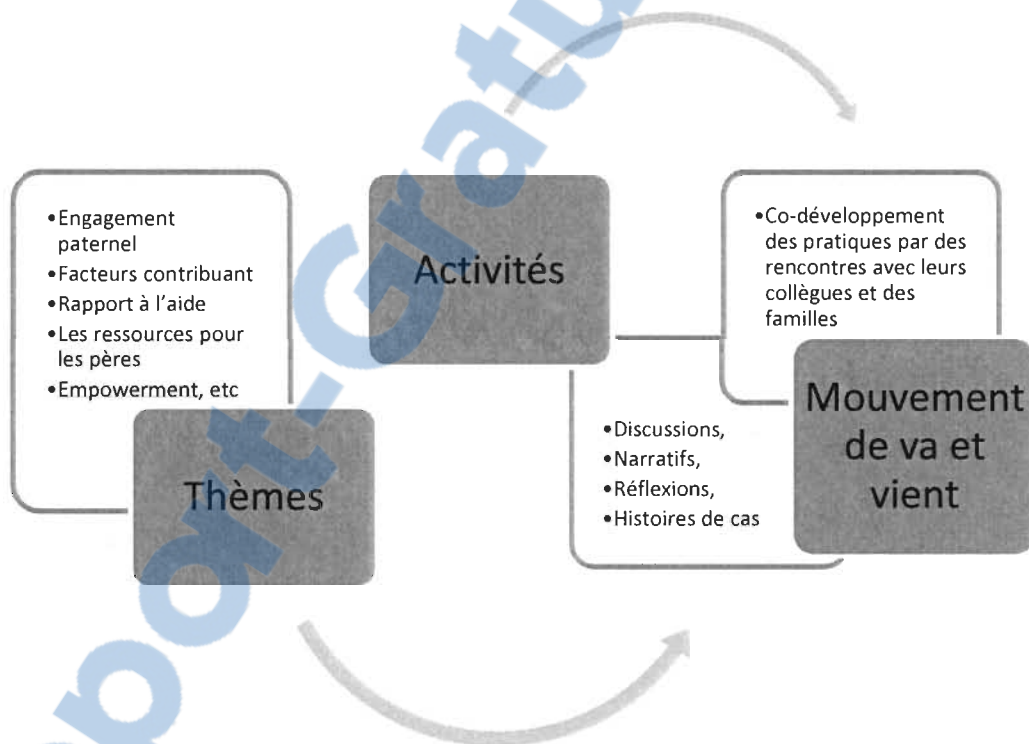 •Engagement
paternel
•Facteurs contribuant
•Rapport à l'aide
•Les ressources pour
les pères
•Empowerment, etc
Thèmes
Activités
•Discussions,
•Narratifs,
•Réflexions,
•Histoires de cas
•Co-développement
des pratiques par des
rencontres avec leurs
collègues et des
familles
Mouvement
de va et
vient
port-Gratu